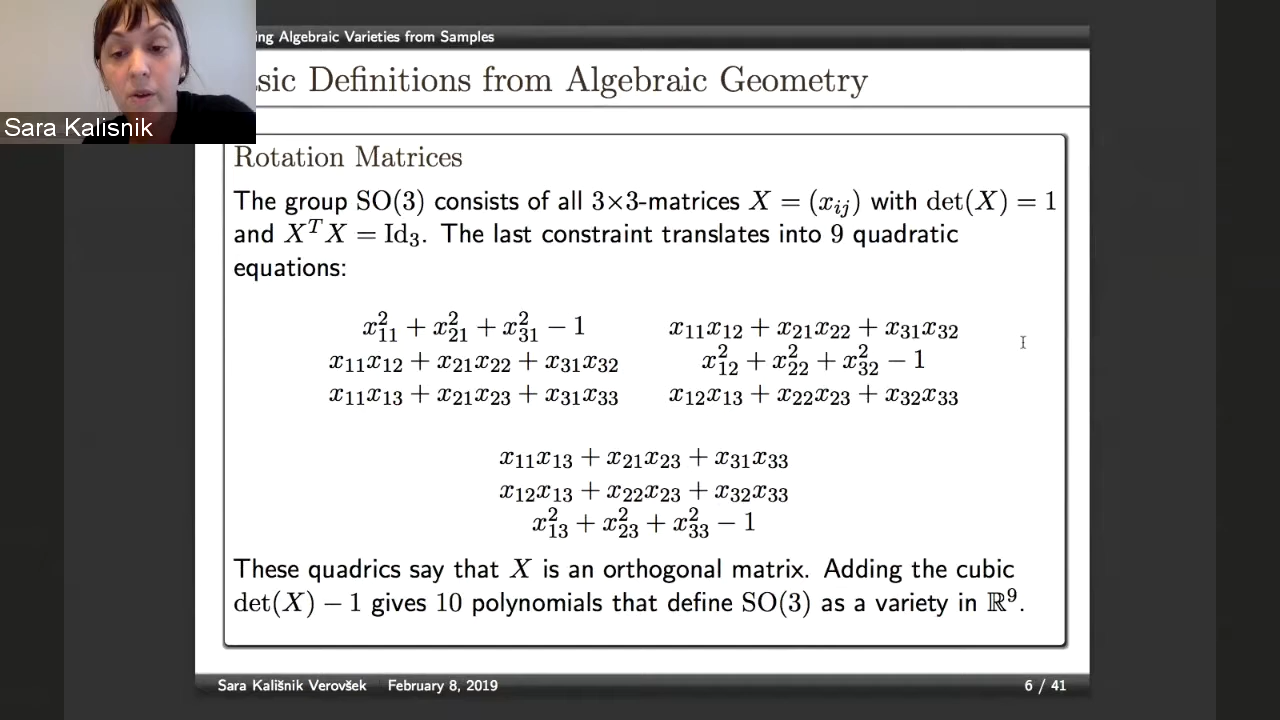 ing Algebraic Varieties from Samples
sic Definitions from Algebraic Geometry
Sara Kalisnik
Rotation Matrices
The group SO(3) consists of all 3×3-matrices X = (x_{ij}) with det(X) = 1
and X^T X = Id_3. The last constraint translates into 9 quadratic
equations:
x_{11}^2 + x_{21}^2 + x_{31}^2 − 1
x_{11}x_{12} + x_{21}x_{22} + x_{31}x_{32}
x_{11}x_{13} + x_{21}x_{23} + x_{31}x_{33}
x_{11}x_{12} + x_{21}x_{22} + x_{31}x_{32}
x_{12}^2 + x_{22}^2 + x_{32}^2 − 1
x_{12}x_{13} + x_{22}x_{23} + x_{32}x_{33}
x_{11}x_{13} + x_{21}x_{23} + x_{31}x_{33}
x_{12}x_{13} + x_{22}x_{23} + x_{32}x_{33}
x_{13}^2 + x_{23}^2 + x_{33}^2 − 1
These quadrics say that X is an orthogonal matrix. Adding the cubic
det(X) − 1 gives 10 polynomials that define SO(3) as a variety in ℝ^9.
Sara Kališnik Verovšek February 8, 2019 6 / 41